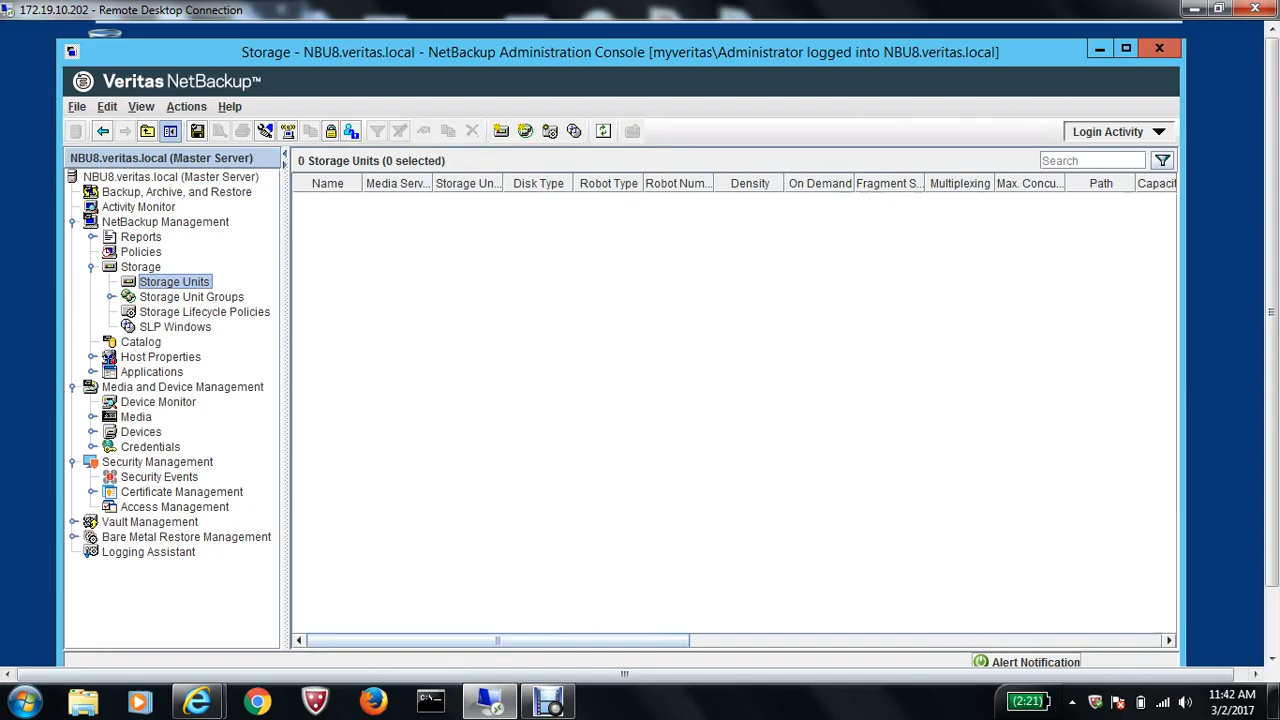 172.19.10.202 - Remote Desktop Connection
Storage - NBU8.veritas.local - NetBackup Administration Console [myveritas\Administrator logged into NBU8.veritas.local]
Veritas NetBackup™
File Edit View Actions Help
Login Activity
NBU8.veritas.local (Master Server)
NBU8.veritas.local (Master Server)
Backup, Archive, and Restore
Activity Monitor
NetBackup Management
Reports
Policies
Storage
Storage Units
Storage Unit Groups
Storage Lifecycle Policies
SLP Windows
Catalog
Host Properties
Applications
Media and Device Management
Device Monitor
Media
Devices
Credentials
Security Management
Security Events
Certificate Management
Access Management
Vault Management
Bare Metal Restore Management
Logging Assistant
0 Storage Units (0 selected)
Search
Name Media Serv... Storage Un... Disk Type Robot Type Robot Num... Density On Demand Fragment S... Multiplexing Max. Concu... Path Capacit
Alert Notification
(2:21)
11:42 AM
3/2/2017